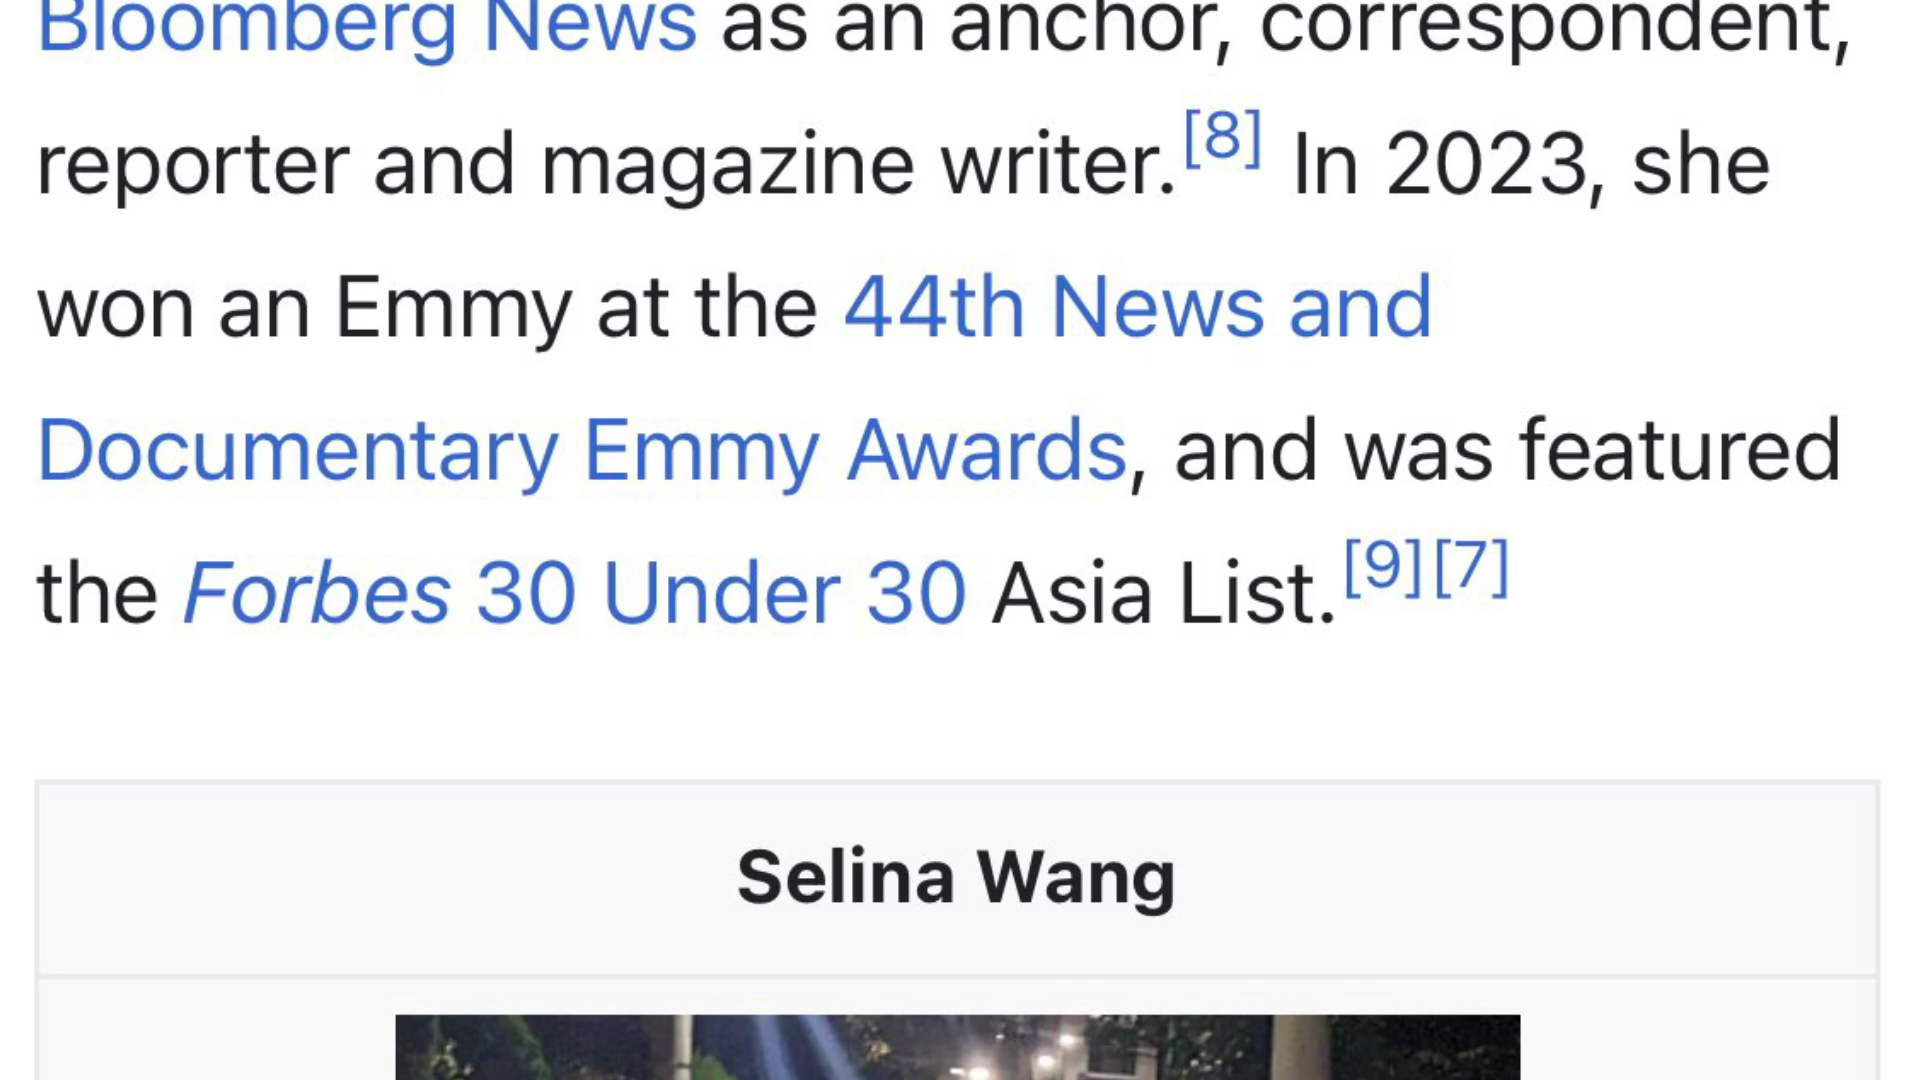 Bloomberg News as an anchor, correspondent,
reporter and magazine writer.[8] In 2023, she
won an Emmy at the 44th News and
Documentary Emmy Awards, and was featured
the Forbes 30 Under 30 Asia List.[9][7]
Selina Wang